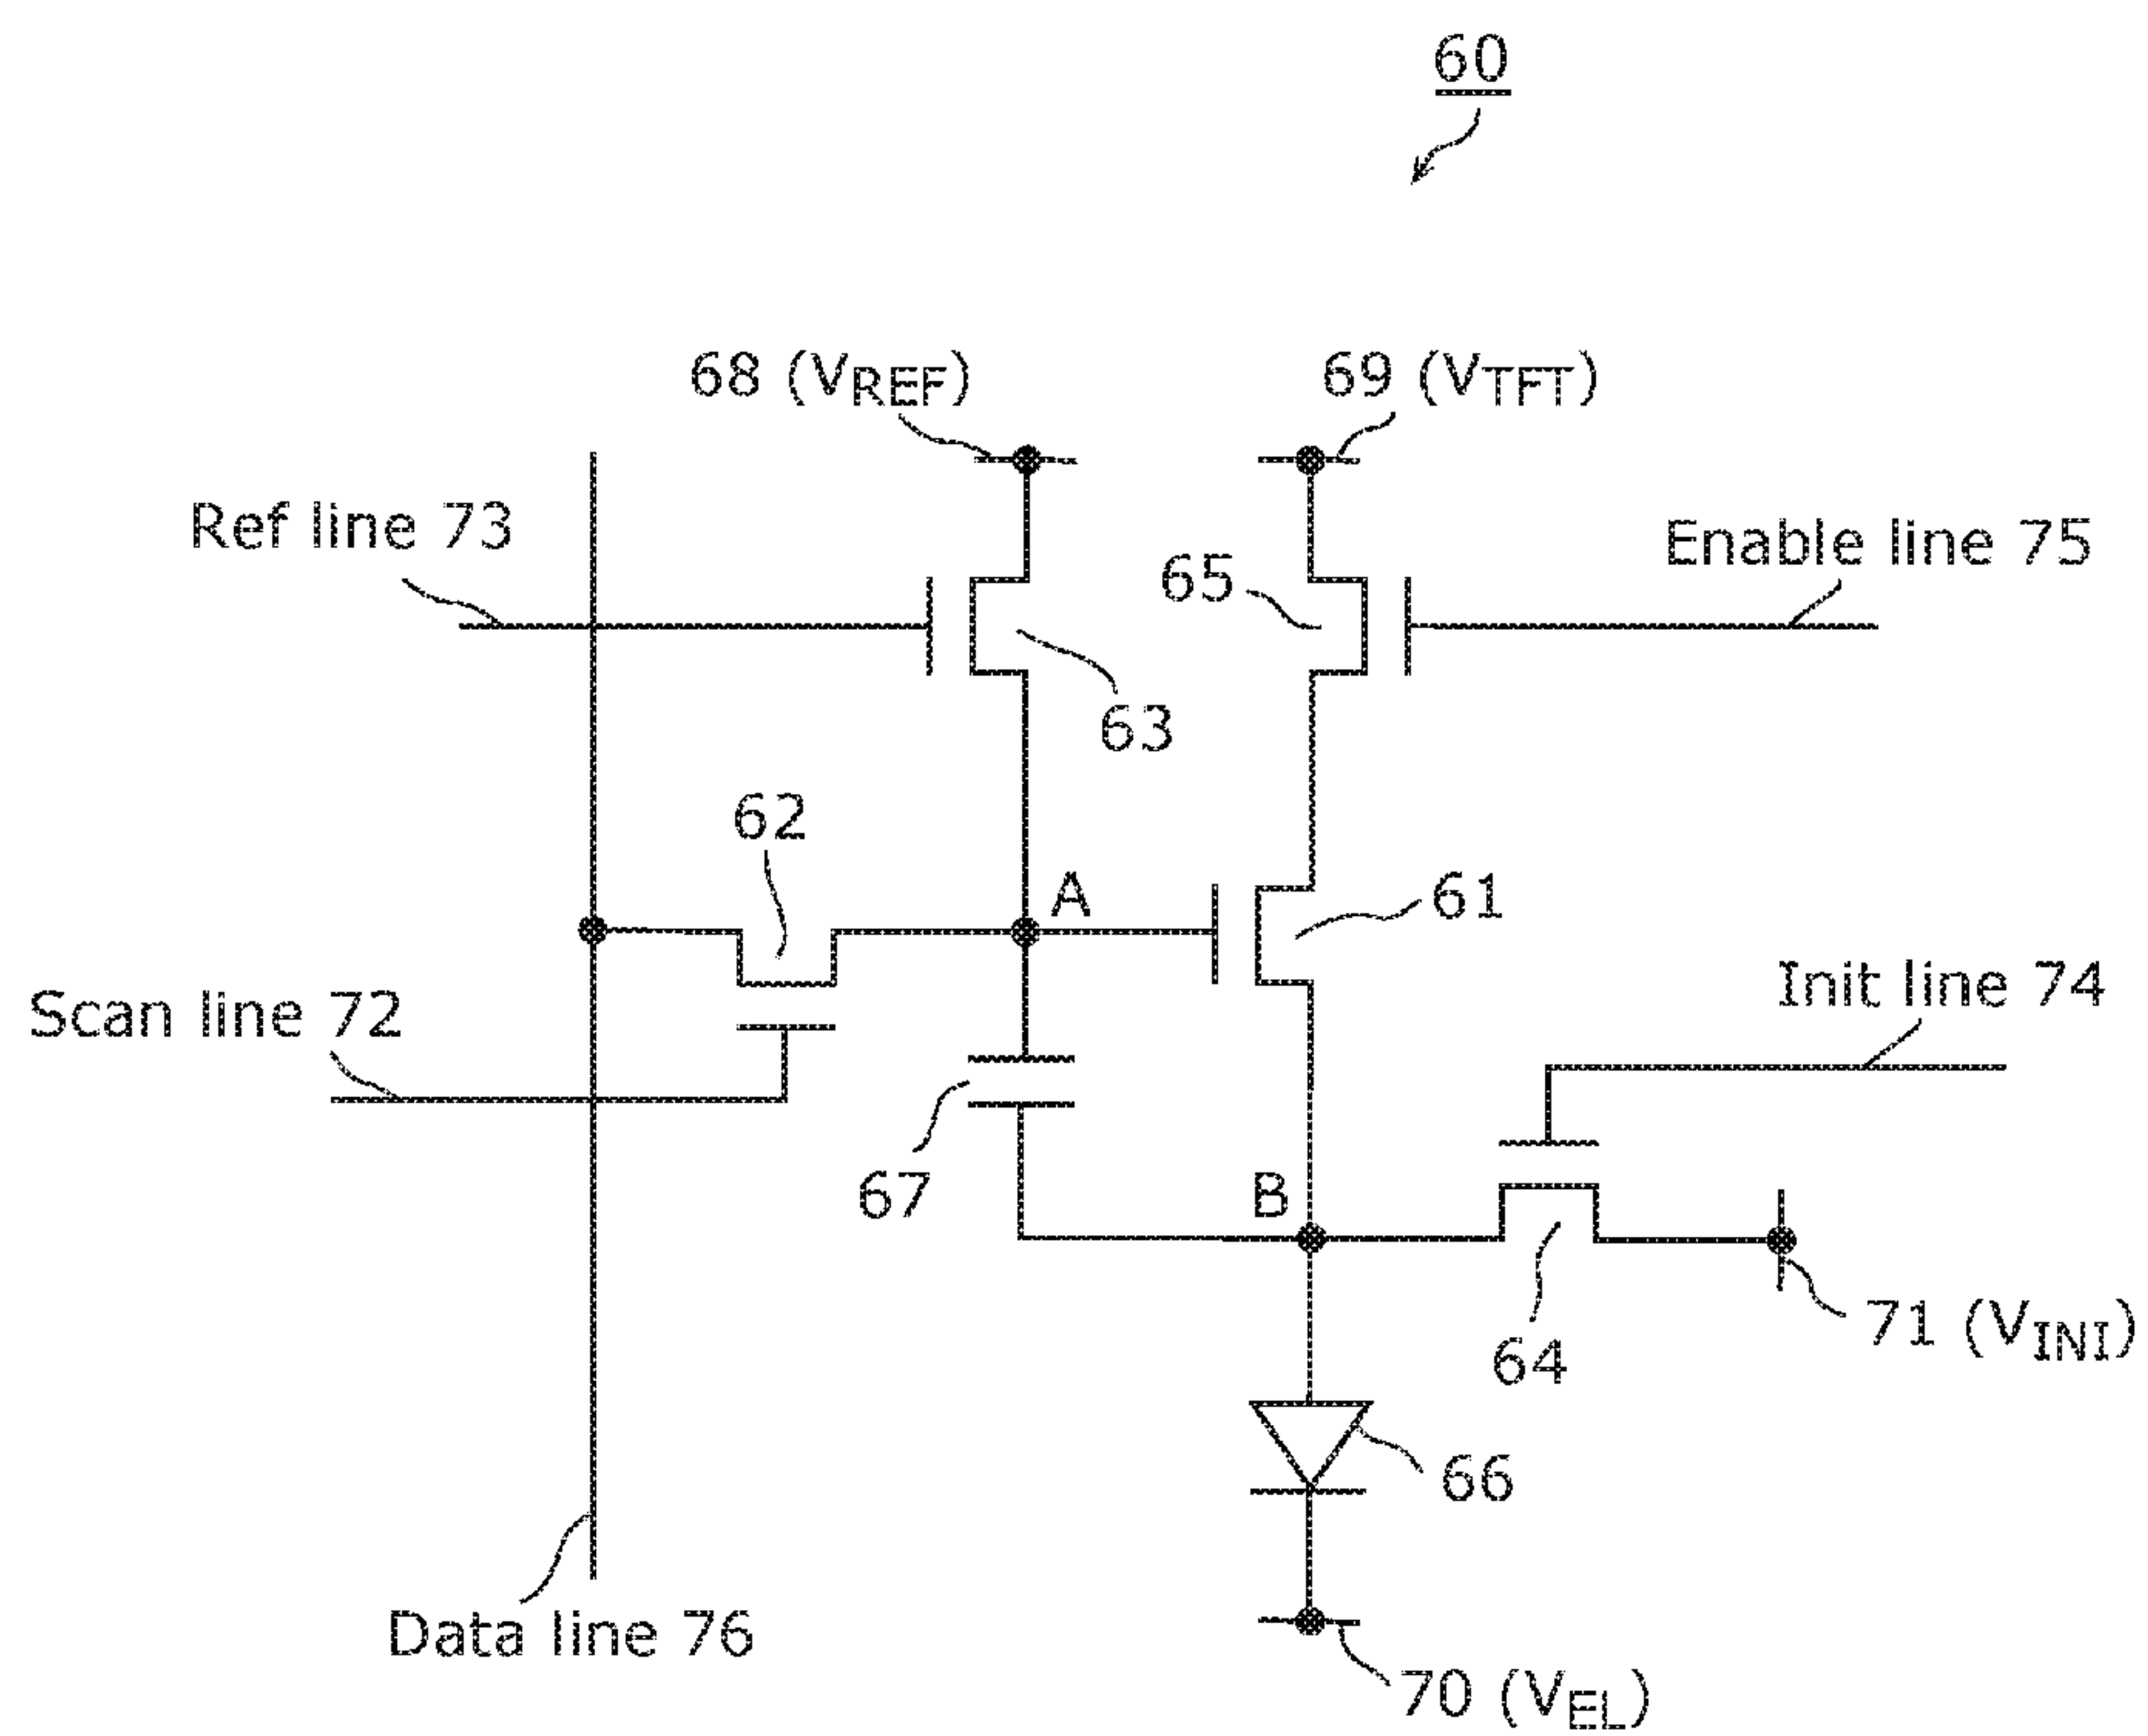 60
68 (VREF)
69 (VTFT)
Ref line 73
Enable line 75
65
63
62
A
61
Scan line 72
Init line 74
67
B
64
71 (VINI)
66
Data line 76
70 (VEL)